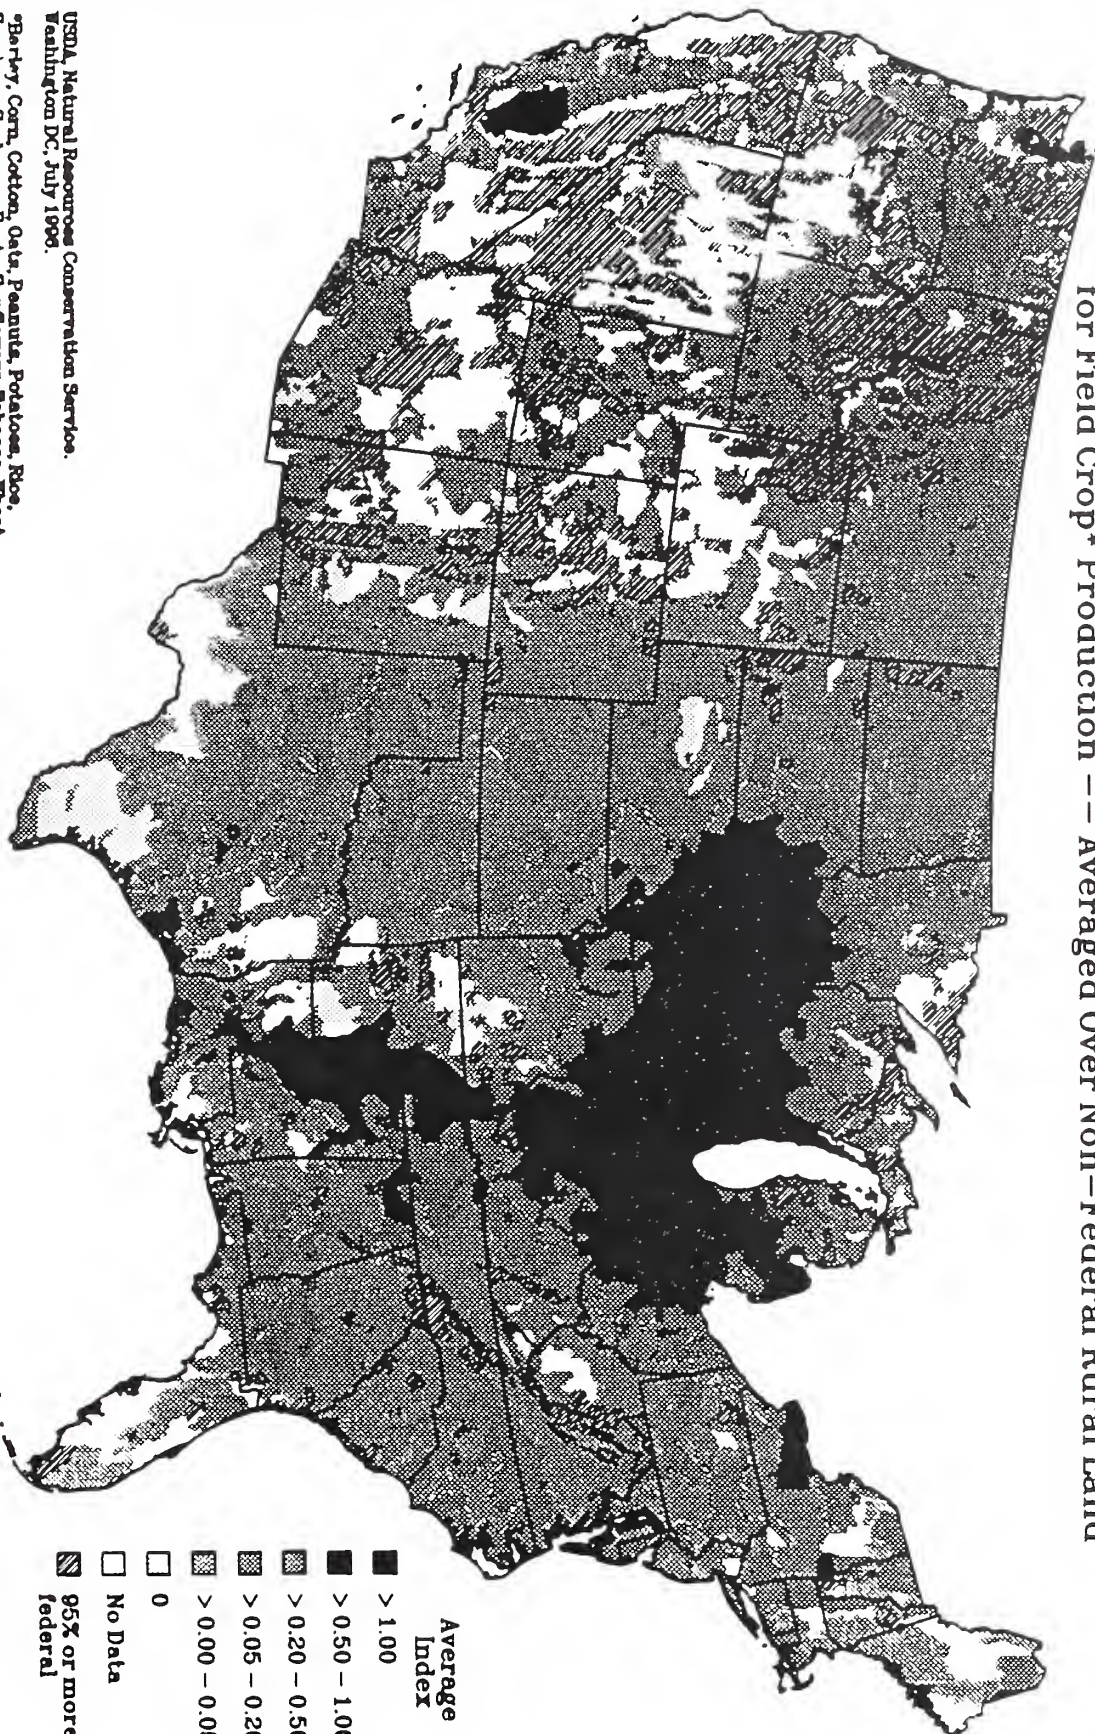 for Field Crop* Production -- Averaged Over Non-Federal Rural Land
Average
Index
> 1.00
> 0.50 - 1.00
> 0.20 - 0.50
> 0.05 - 0.20
> 0.00 - 0.05
0
No Data
95% or more
federal
USDA, Natural Resources Conservation Service.
Washington DC, July 1996.
*Barley, Corn, Cotton, Oats, Peanuts, Potatoes, Rice,